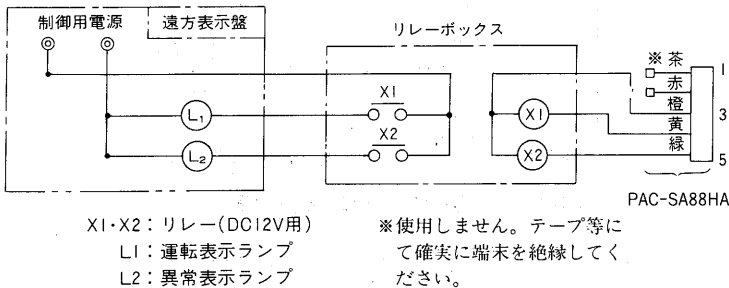 制御用電源
遠方表示盤
リレーボックス
※茶
赤
橙
黄
緑
1
3
5
X1
X2
L1
L2
X1
X2
PAC-SA88HA
X1・X2：リレー(DC12V用)
L1：運転表示ランプ
L2：異常表示ランプ
※使用しません。テープ等に
て確実に端末を絶縁してく
ださい。